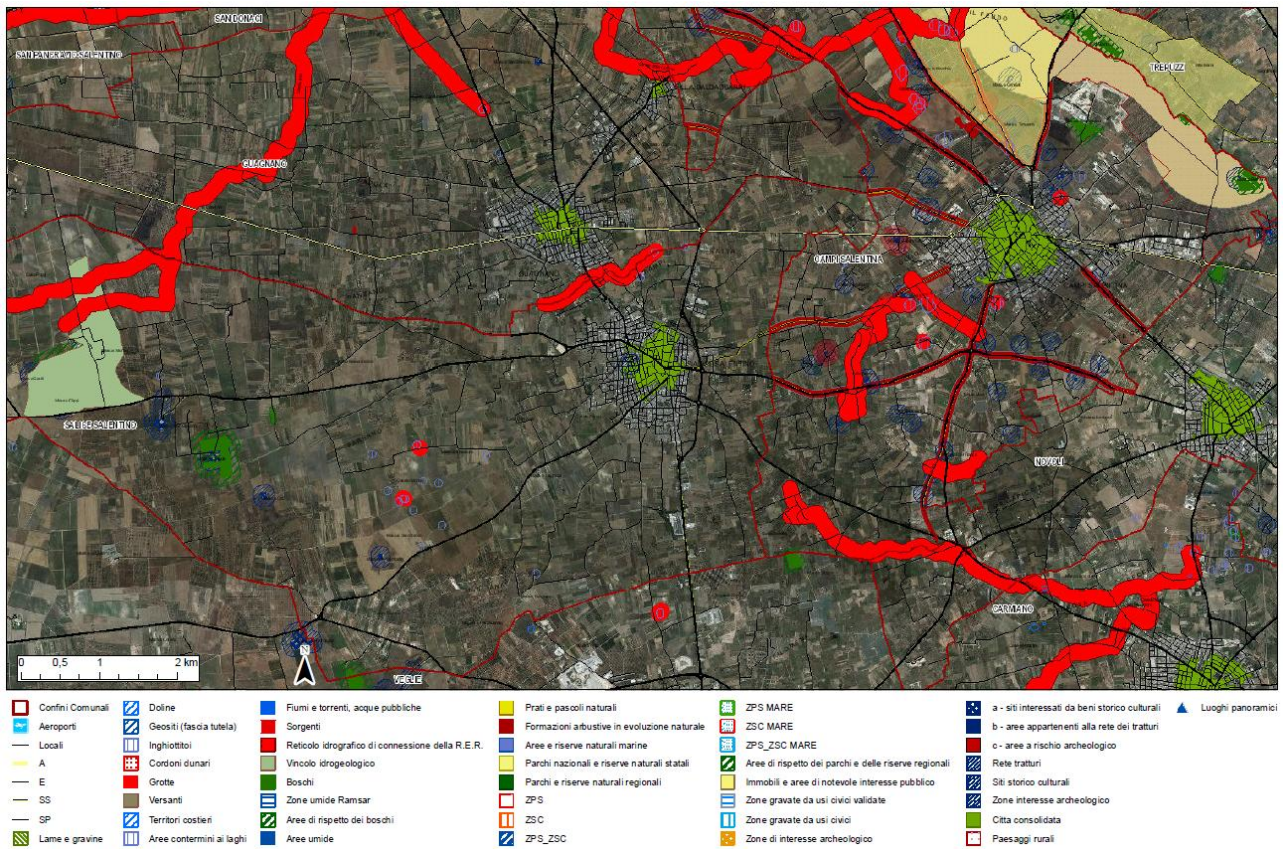 SAN DONACI
SAN PANCRAZIO SALENTINO
TREPUZZI
GUAGNANO
CAMPI SALENTINA
SALICE SALENTINO
NOVOLI
CARMIANO
VEGLIE
0 0,5 1 2 km
N
Confini Comunali
Aeroporti
Locali
A
E
SS
SP
Lame e gravine
Doline
Geositi (fascia tutela)
Inghiottitoi
Cordoni dunari
Grotte
Versanti
Territori costieri
Aree contermini ai laghi
Fiumi e torrenti, acque pubbliche
Sorgenti
Reticolo idrografico di connessione della R.E.R.
Vincolo idrogeologico
Boschi
Zone umide Ramsar
Aree di rispetto dei boschi
Aree umide
Prati e pascoli naturali
Formazioni arbustive in evoluzione naturale
Aree e riserve naturali marine
Parchi nazionali e riserve naturali statali
Parchi e riserve naturali regionali
ZPS
ZSC
ZPS_ZSC
ZPS MARE
ZSC MARE
ZPS_ZSC MARE
Aree di rispetto dei parchi e delle riserve regionali
Immobili e aree di notevole interesse pubblico
Zone gravate da usi civici validate
Zone gravate da usi civici
Zone di interesse archeologico
a - siti interessati da beni storico culturali
b - aree appartenenti alla rete dei tratturi
c - aree a rischio archeologico
Rete tratturi
Siti storico culturali
Zone interesse archeologico
Citta consolidata
Paesaggi rurali
Luoghi panoramici